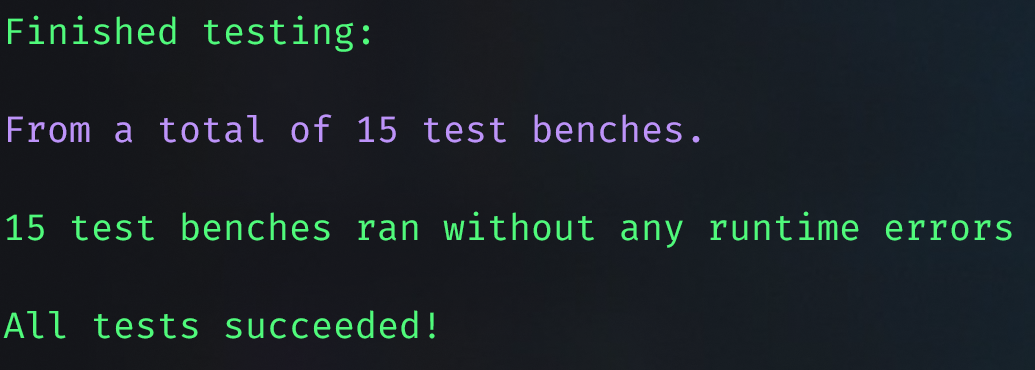 Finished testing:
From a total of 15 test benches.
15 test benches ran without any runtime errors
All tests succeeded!